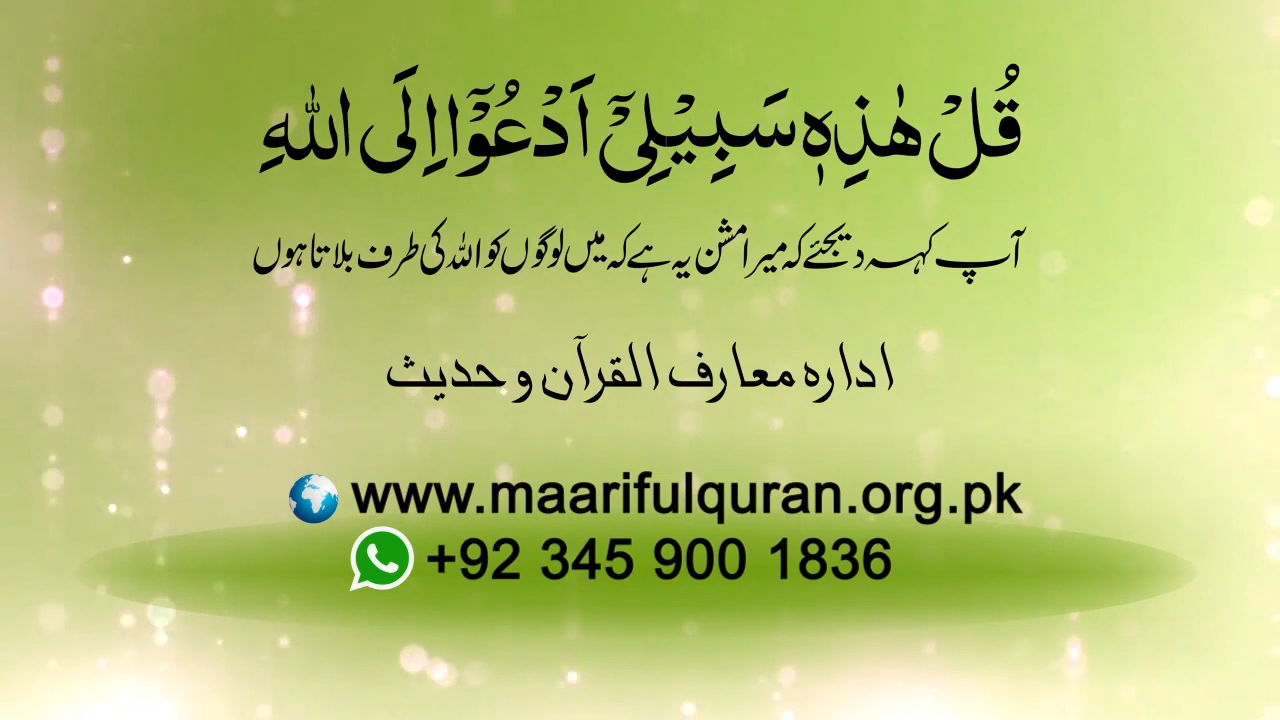 قُلْ هٰذِهٖ سَبِيْلِيْٓ اَدْعُوْٓا اِلَى اللّٰهِ
آپ کہہ دیجئے کہ میرا مشن یہ ہے کہ میں لوگوں کو اللہ کی طرف بلاتا ہوں
ادارہ معارف القرآن و حدیث
www.maarifulquran.org.pk
+92 345 900 1836